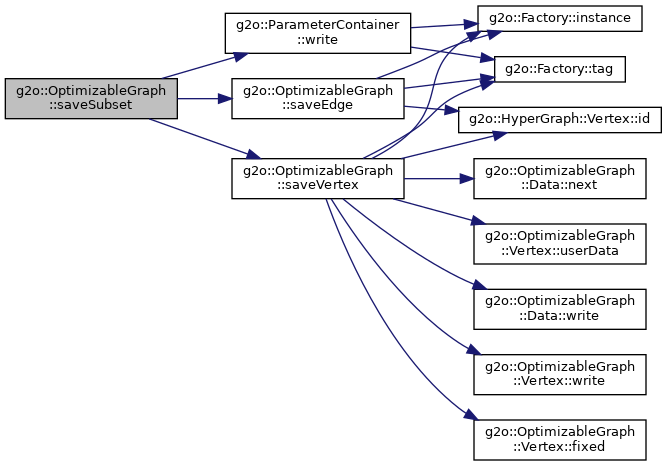 g2o::OptimizableGraph
::saveSubset
g2o::ParameterContainer
::write
g2o::OptimizableGraph
::saveEdge
g2o::OptimizableGraph
::saveVertex
g2o::Factory::instance
g2o::Factory::tag
g2o::HyperGraph::Vertex::id
g2o::OptimizableGraph
::Data::next
g2o::OptimizableGraph
::Vertex::userData
g2o::OptimizableGraph
::Data::write
g2o::OptimizableGraph
::Vertex::write
g2o::OptimizableGraph
::Vertex::fixed